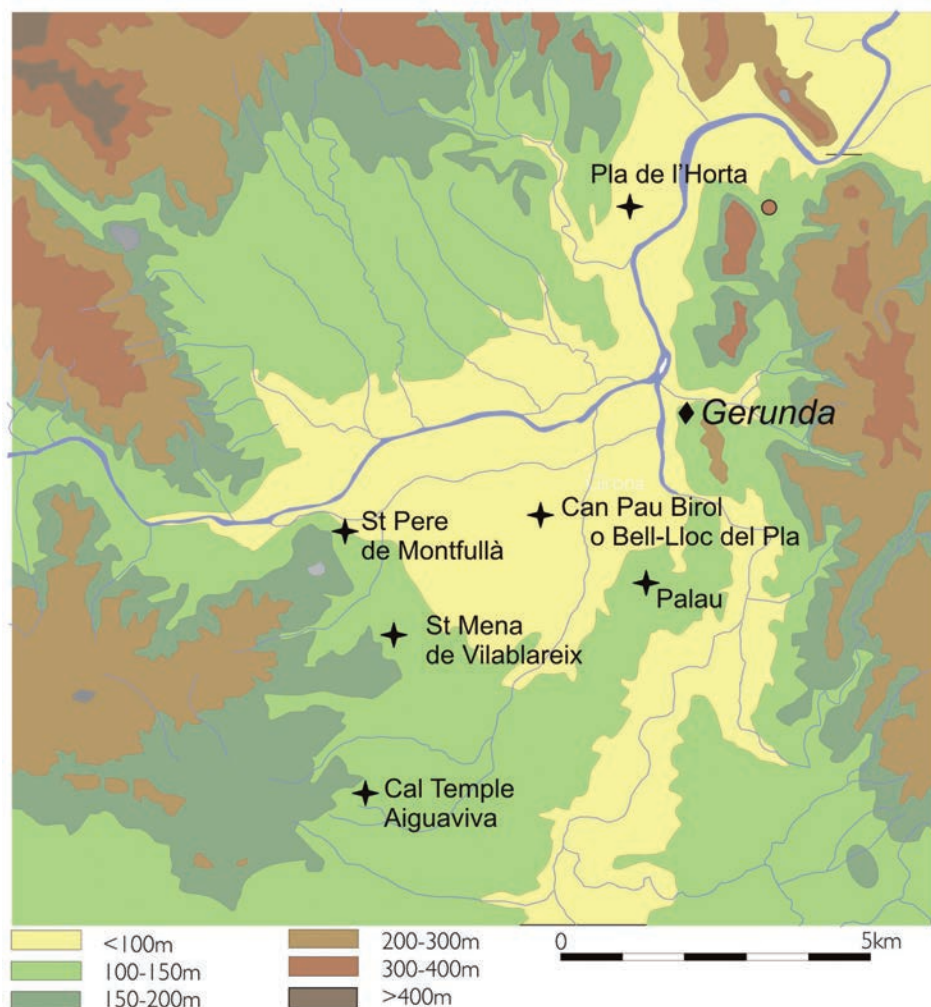 Pla de l'Horta
Gerunda
Girona
Can Pau Birol
o Bell-Lloc del Pla
St Pere
de Montfullà
Palau
St Mena
de Vilablareix
Cal Temple
Aiguaviva
<100m
100-150m
150-200m
200-300m
300-400m
>400m
0
5km